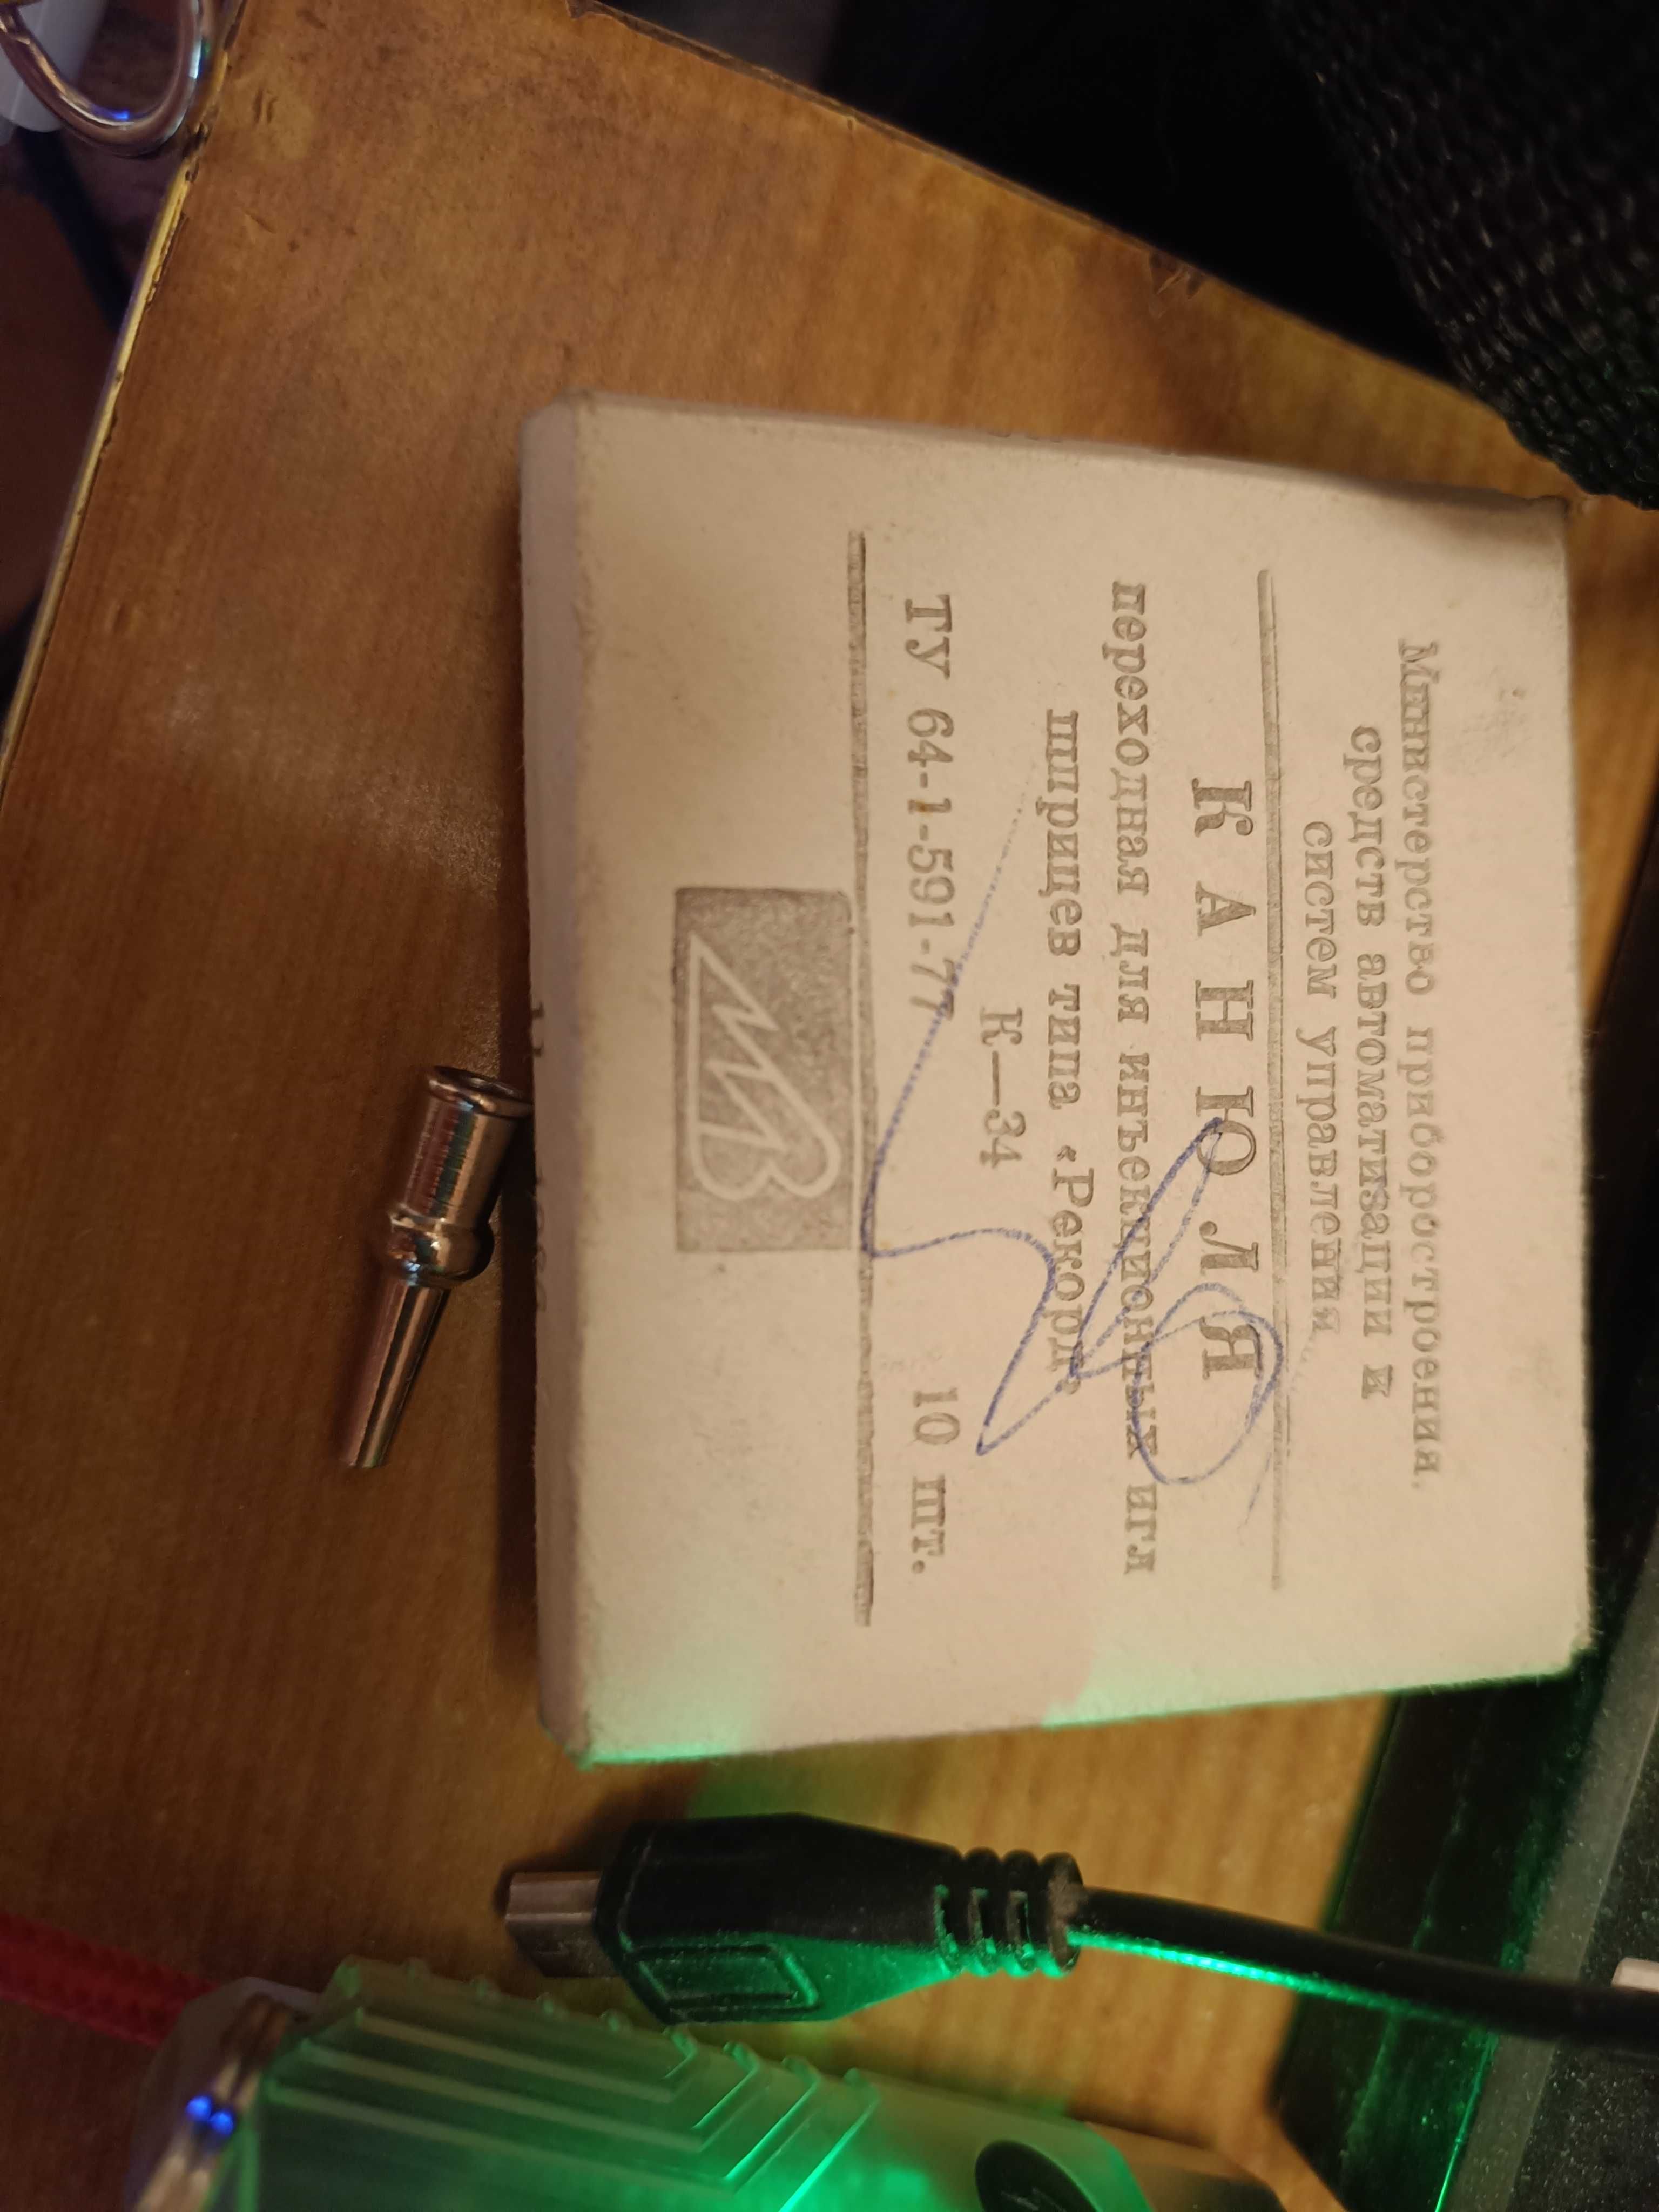 Министерство приборостроения,
средств автоматизации и
систем управления
КАНЮЛЯ
переходная для инъекционных игл
шприцев типа «Рекорд»
К—34
ТУ 64-1-591-77 10 шт.